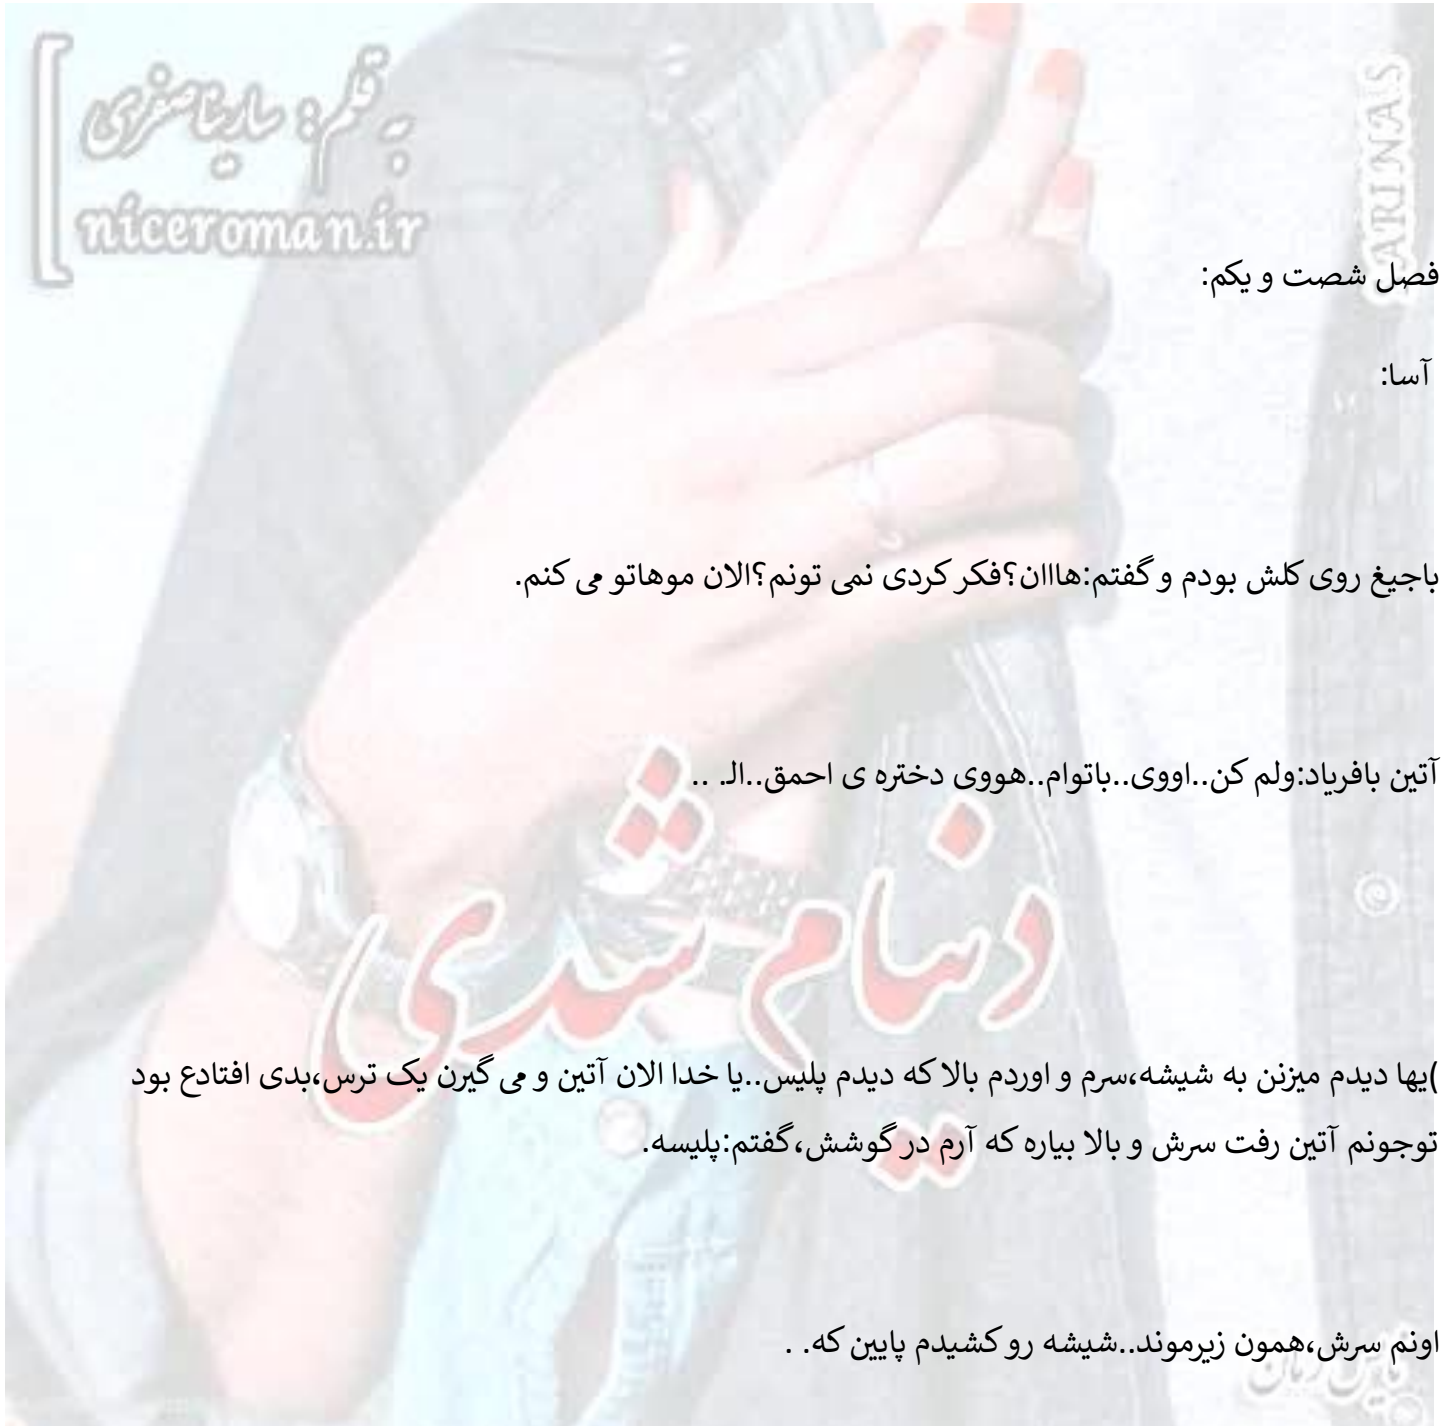 به قلم: سارینا صفری
niceroman.ir
ARINAS
فصل شصت و یکم:
آسا:
باجیغ روی کلش بودم و گفتم:هااان؟فکر کردی نمی تونم؟الان موهاتو می کنم.
آتین بافریاد:ولم کن..اووی..باتوام..هووی دختره ی احمق..الـ ..
دنیام شدی
)یها دیدم میزنن به شیشه،سرم و اوردم بالا که دیدم پلیس..یا خدا الان آتین و می گیرن یک ترس،بدی افتادع بود
توجونم آتین رفت سرش و بالا بیاره که آرم در گوشش،گفتم:پلیسه.
اونم سرش،همون زیرموند..شیشه رو کشیدم پایین که. .
نایس رمان